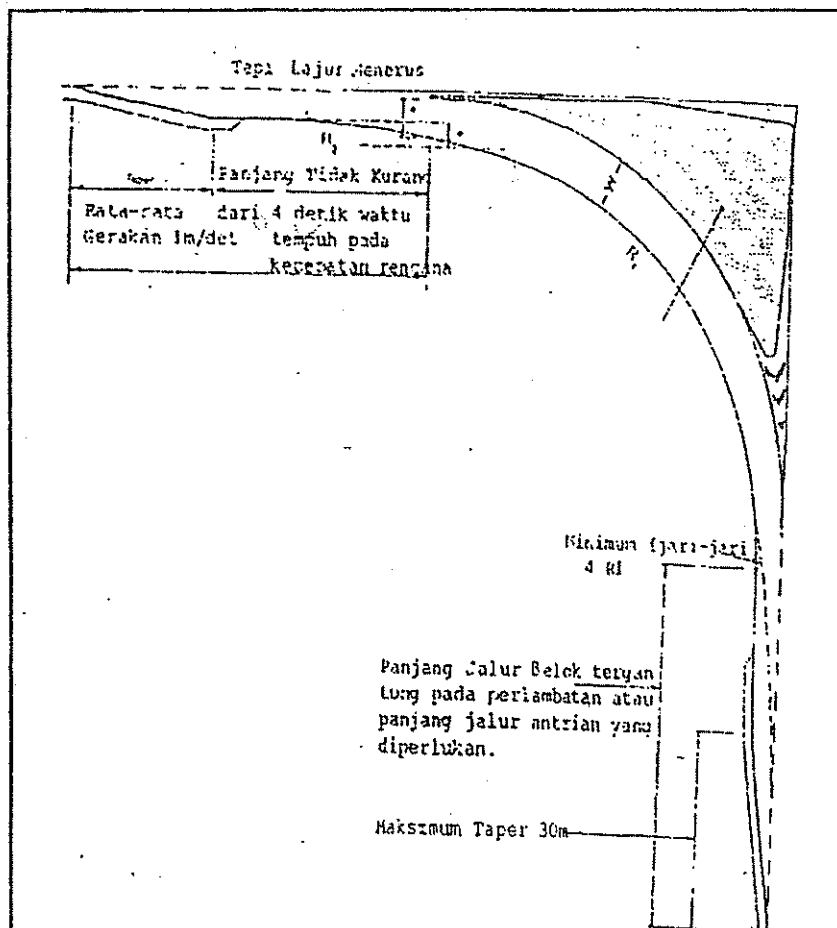 Tepi Lajur Menerus
R
Panjang Tidak Kurang
Rata-rata dari 4 detik waktu
Gerakan 1m/det tempuh pada
kecepatan rencana
W
R
Minimum (jari-jari
4 R1
Panjang Jalur Belok tergan
tung pada perlambatan atau
panjang jalur antrian yang
diperlukan.
Maksimum Taper 30m